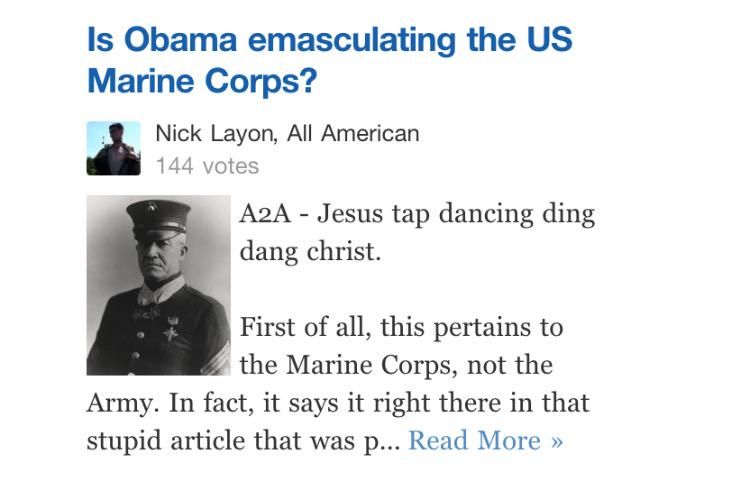 Is Obama emasculating the US
Marine Corps?
Nick Layon, All American
144 votes
A2A - Jesus tap dancing ding
dang christ.
First of all, this pertains to
the Marine Corps, not the
Army. In fact, it says it right there in that
stupid article that was p... Read More »